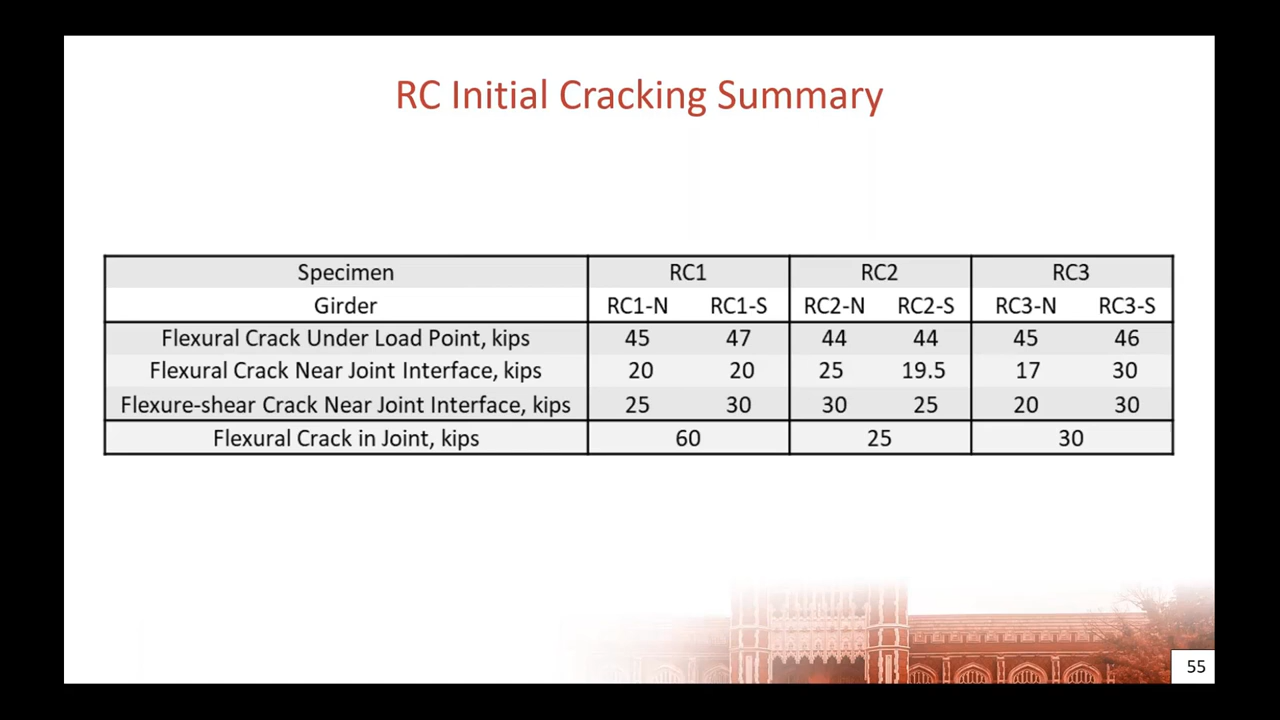 RC Initial Cracking Summary
Specimen RC1 RC2 RC3
Girder RC1-N RC1-S RC2-N RC2-S RC3-N RC3-S
Flexural Crack Under Load Point, kips 45 47 44 44 45 46
Flexural Crack Near Joint Interface, kips 20 20 25 19.5 17 30
Flexure-shear Crack Near Joint Interface, kips 25 30 30 25 20 30
Flexural Crack in Joint, kips 60 25 30
55